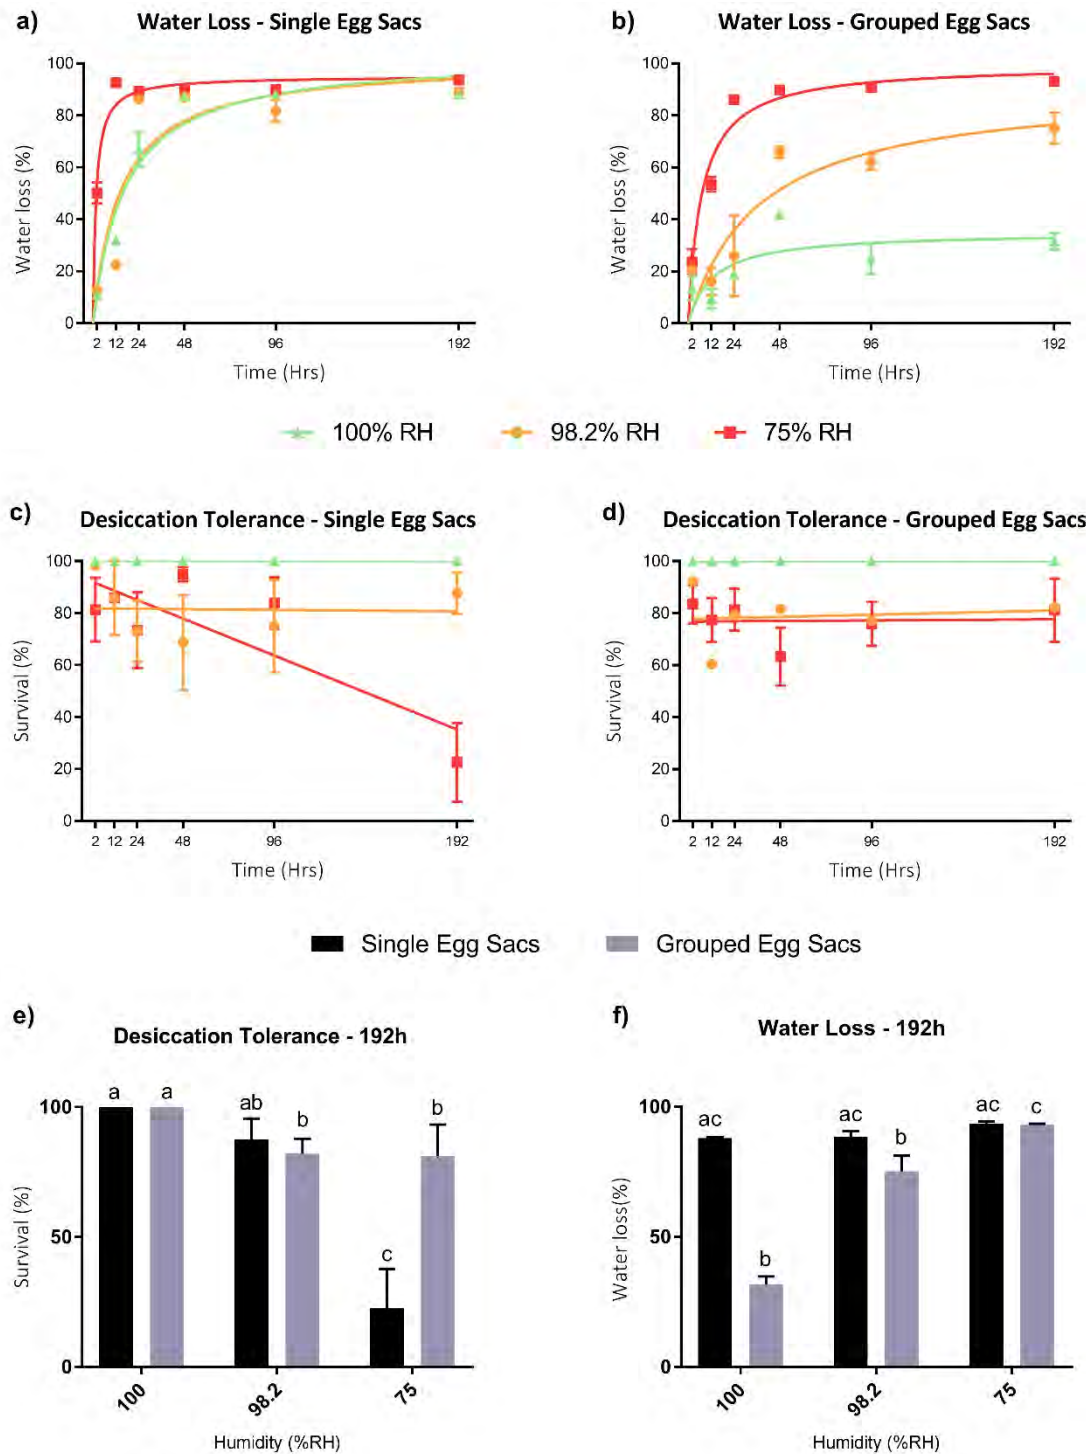 a) Water Loss - Single Egg Sacs
100
80
60
40
20
0
Water loss (%)
2 12 24 48 96 192
Time (Hrs)
b) Water Loss - Grouped Egg Sacs
100
80
60
40
20
0
Water loss (%)
2 12 24 48 96 192
Time (Hrs)
100% RH 98.2% RH 75% RH
c) Desiccation Tolerance - Single Egg Sacs
100
80
60
40
20
0
Survival (%)
2 12 24 48 96 192
Time (Hrs)
d) Desiccation Tolerance - Grouped Egg Sacs
100
80
60
40
20
0
Survival (%)
2 12 24 48 96 192
Time (Hrs)
Single Egg Sacs Grouped Egg Sacs
e) Desiccation Tolerance - 192h
100
50
0
Survival (%)
a a ab b c b
100 98.2 75
Humidity (%RH)
f) Water Loss - 192h
100
50
0
Water loss(%)
ac b ac b ac c
100 98.2 75
Humidity (%RH)